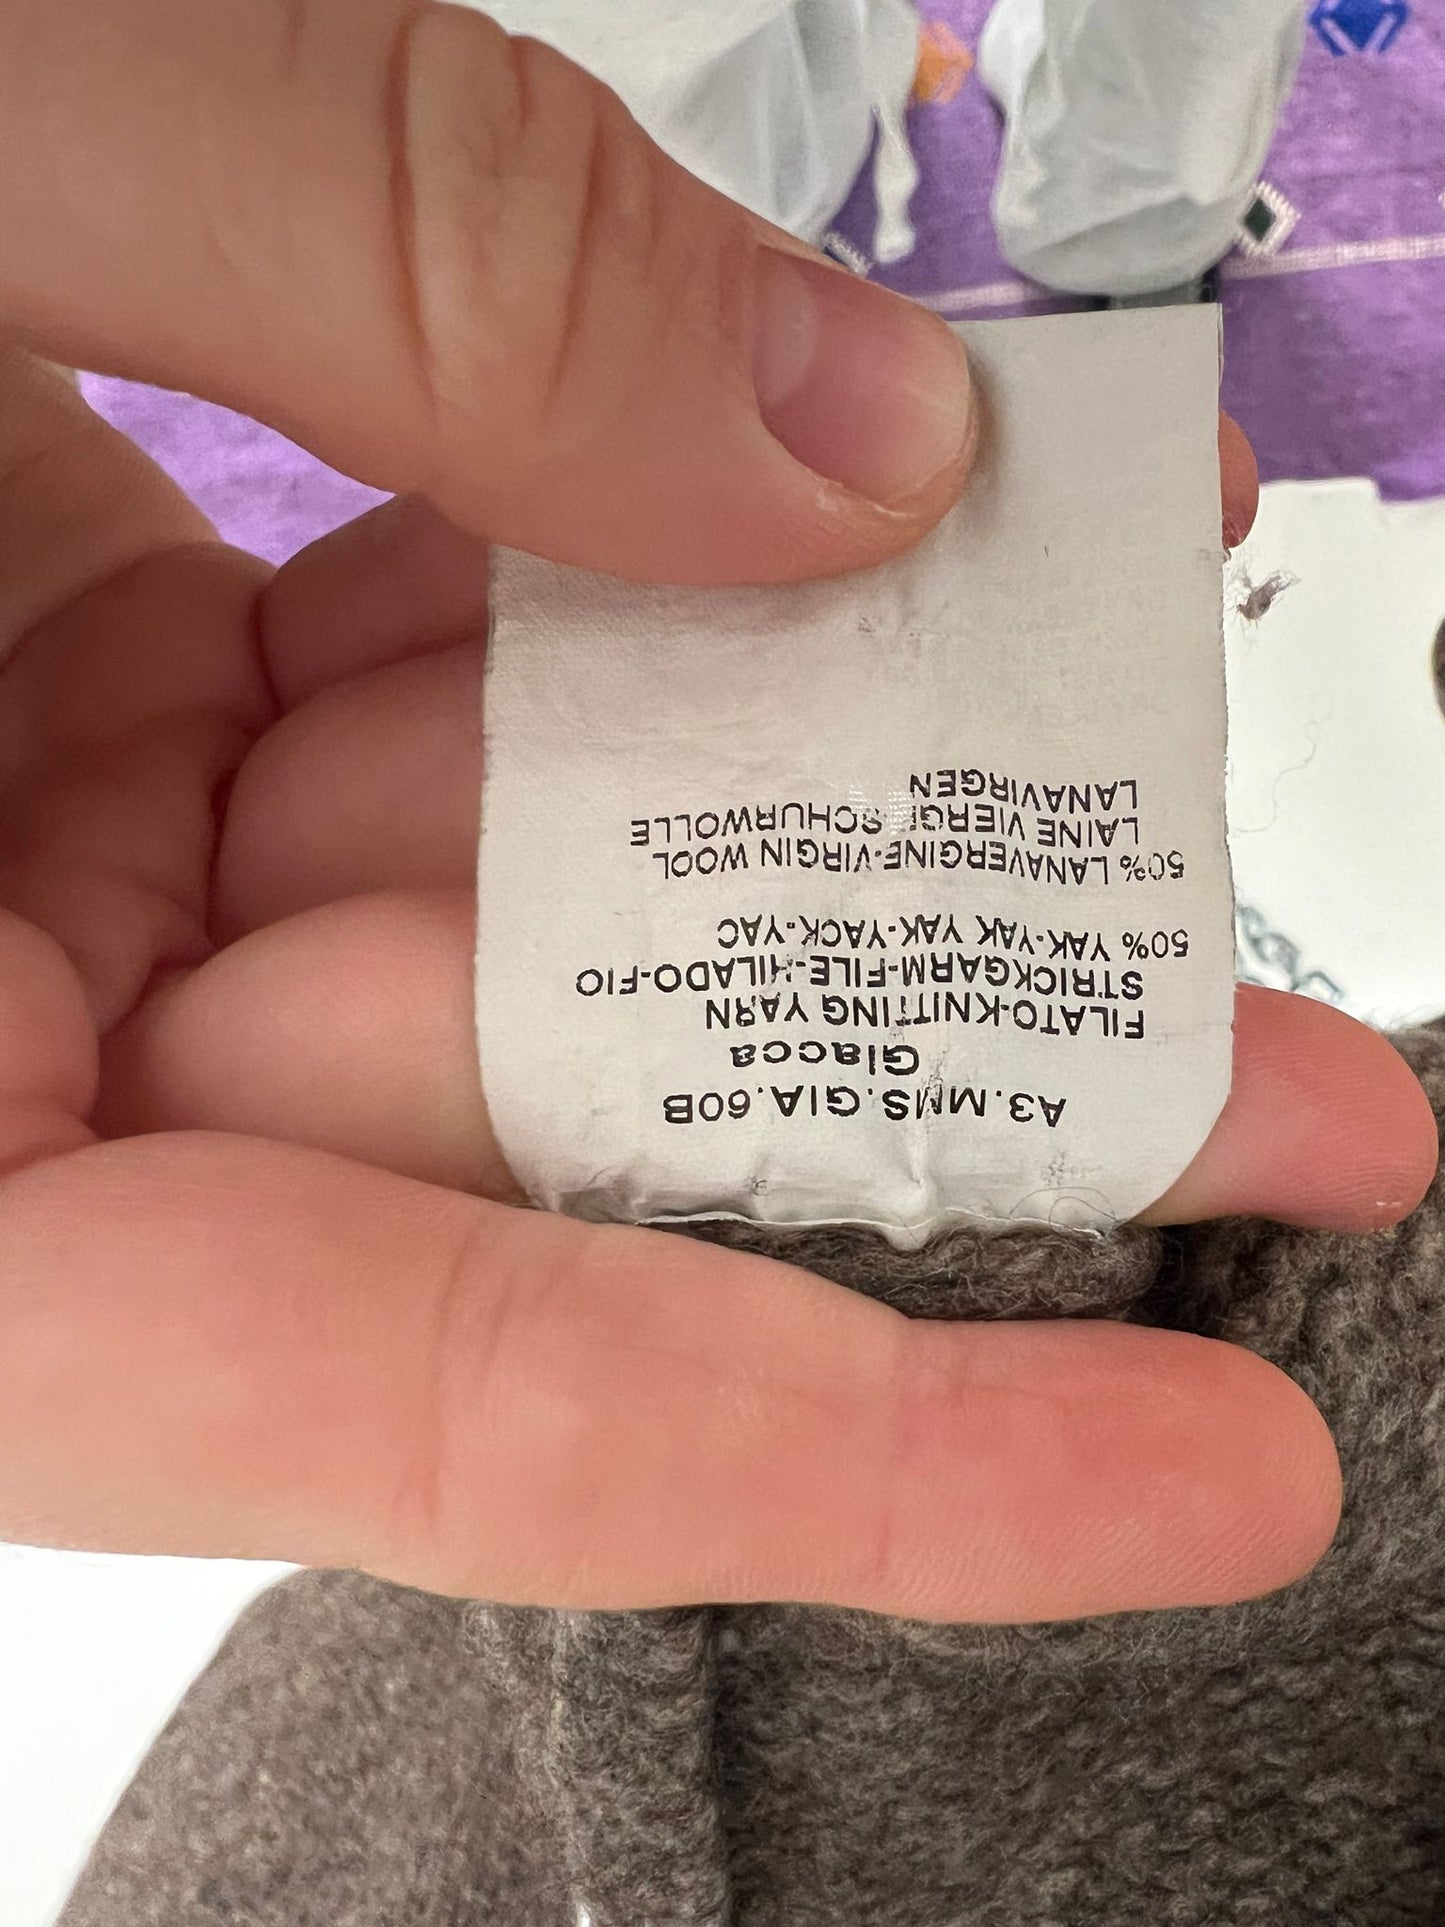 A3.MMS.GIA.60B
Giacca
FILATO-KNITTING YARN
STRICKGARM-FILE-HILADO-FIO
50% YAK-YAK-YAK YAK-YACK-YAC
50% LANAVERGINE-VIRGIN WOOL
LAINE VIERGE SCHURWOLLE
LANAVIRGEN